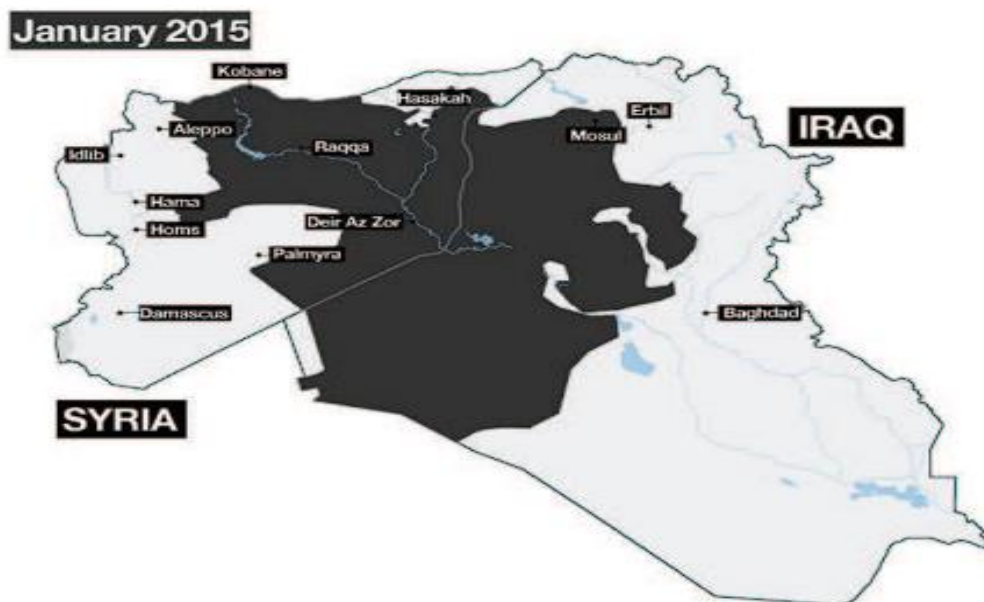 January 2015
Kobane
Hasakah
Erbil
Aleppo
Mosul
IRAQ
Idlib
Raqqa
Hama
Deir Az Zor
Homs
Palmyra
Damascus
Baghdad
SYRIA